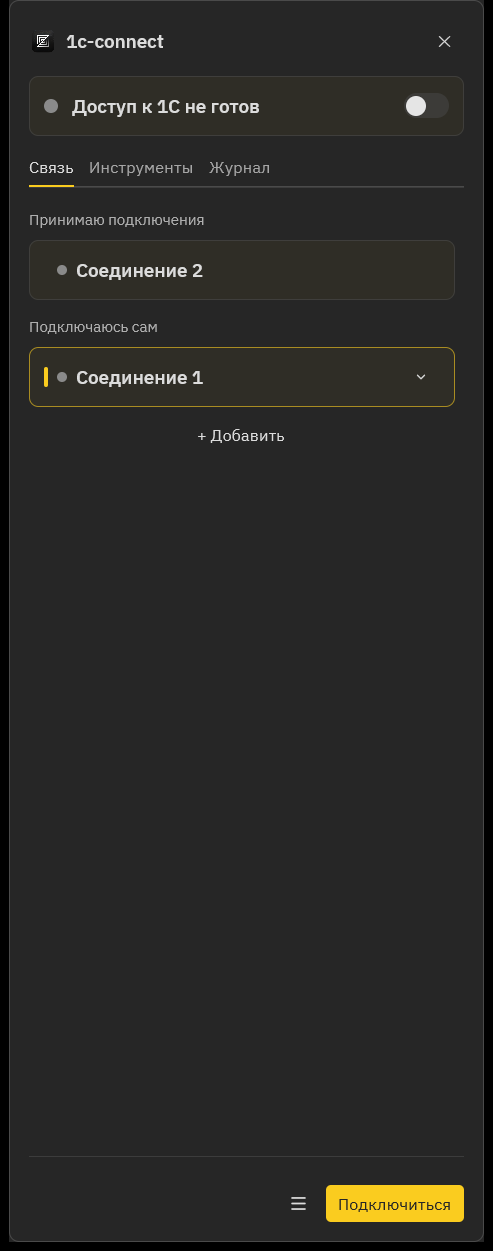 1c-connect
Доступ к 1С не готов
Связь Инструменты Журнал
Принимаю подключения
Соединение 2
Подключаюсь сам
Соединение 1
+ Добавить
Подключиться